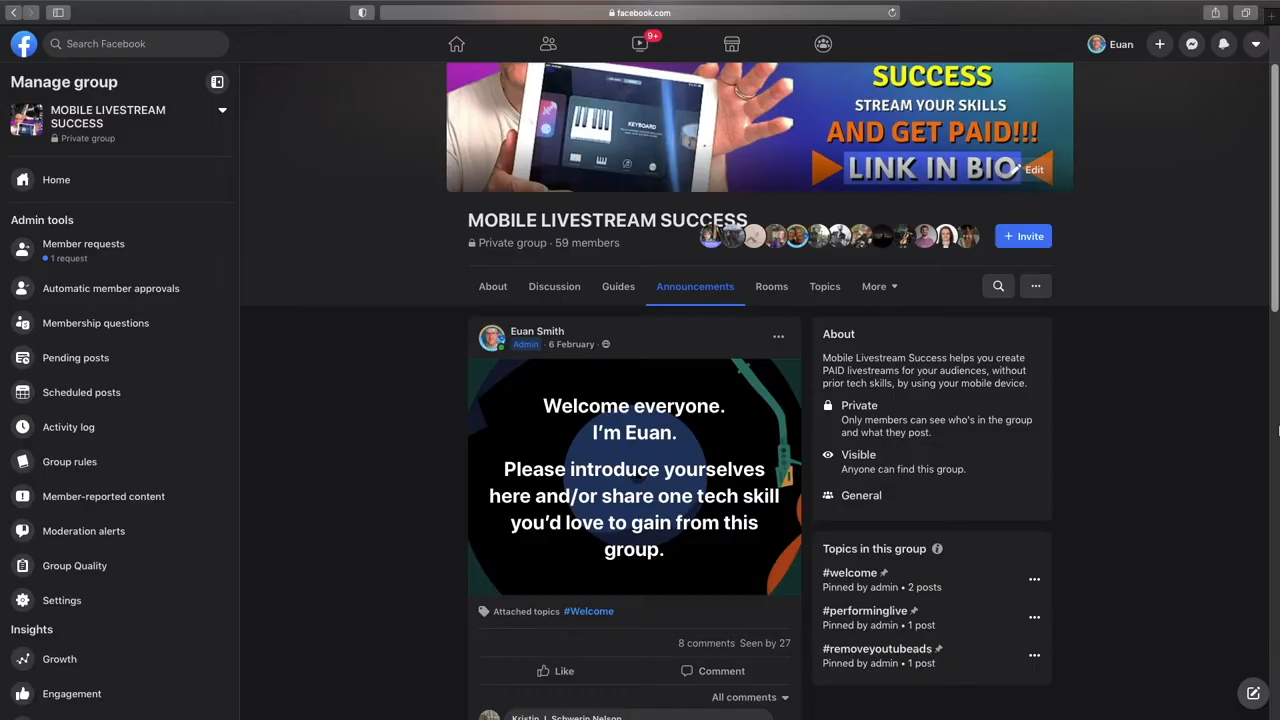 facebook.com
Search Facebook
9+
Euan
Manage group
MOBILE LIVESTREAM
SUCCESS
Private group
Home
Admin tools
Member requests
1 request
Automatic member approvals
Membership questions
Pending posts
Scheduled posts
Activity log
Group rules
Member-reported content
Moderation alerts
Group Quality
Settings
Insights
Growth
Engagement
KEYBOARD
SUCCESS
STREAM YOUR SKILLS
AND GET PAID!!!
LINK IN BIO
Edit
MOBILE LIVESTREAM SUCCESS
Private group · 59 members
+ Invite
About
Discussion
Guides
Announcements
Rooms
Topics
More
Euan Smith
Admin · 6 February ·
Welcome everyone.
I'm Euan.
Please introduce yourselves
here and/or share one tech skill
you'd love to gain from this
group.
Attached topics #Welcome
8 comments Seen by 27
Like
Comment
All comments
Kristin J. Schwerin Nelson
About
Mobile Livestream Success helps you create
PAID livestreams for your audiences, without
prior tech skills, by using your mobile device.
Private
Only members can see who's in the group
and what they post.
Visible
Anyone can find this group.
General
Topics in this group
#welcome
Pinned by admin • 2 posts
#performinglive
Pinned by admin • 1 post
#removeyoutubeads
Pinned by admin • 1 post